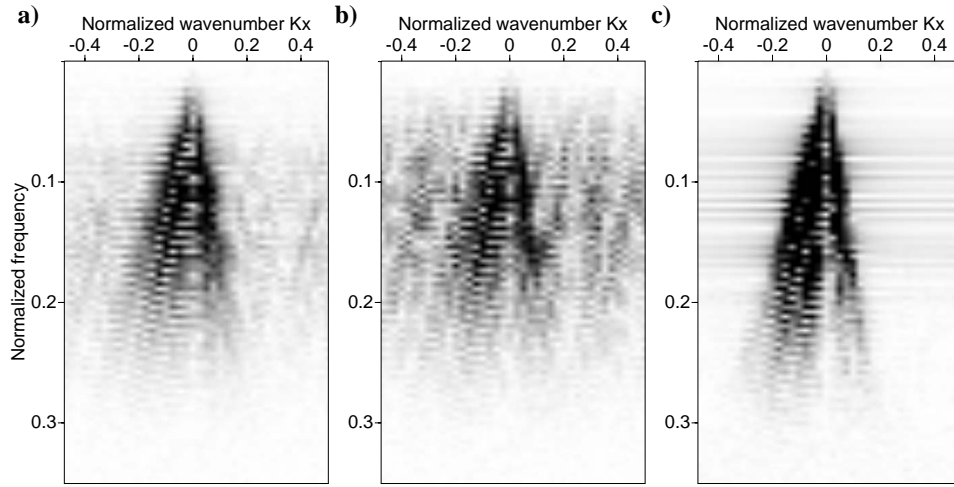 a) Normalized wavenumber Kx b) Normalized wavenumber Kx c) Normalized wavenumber Kx
-0.4 -0.2 0 0.2 0.4 -0.4 -0.2 0 0.2 0.4 -0.4 -0.2 0 0.2 0.4
0.1 0.1 0.1
Normalized frequency
0.2 0.2 0.2
0.3 0.3 0.3